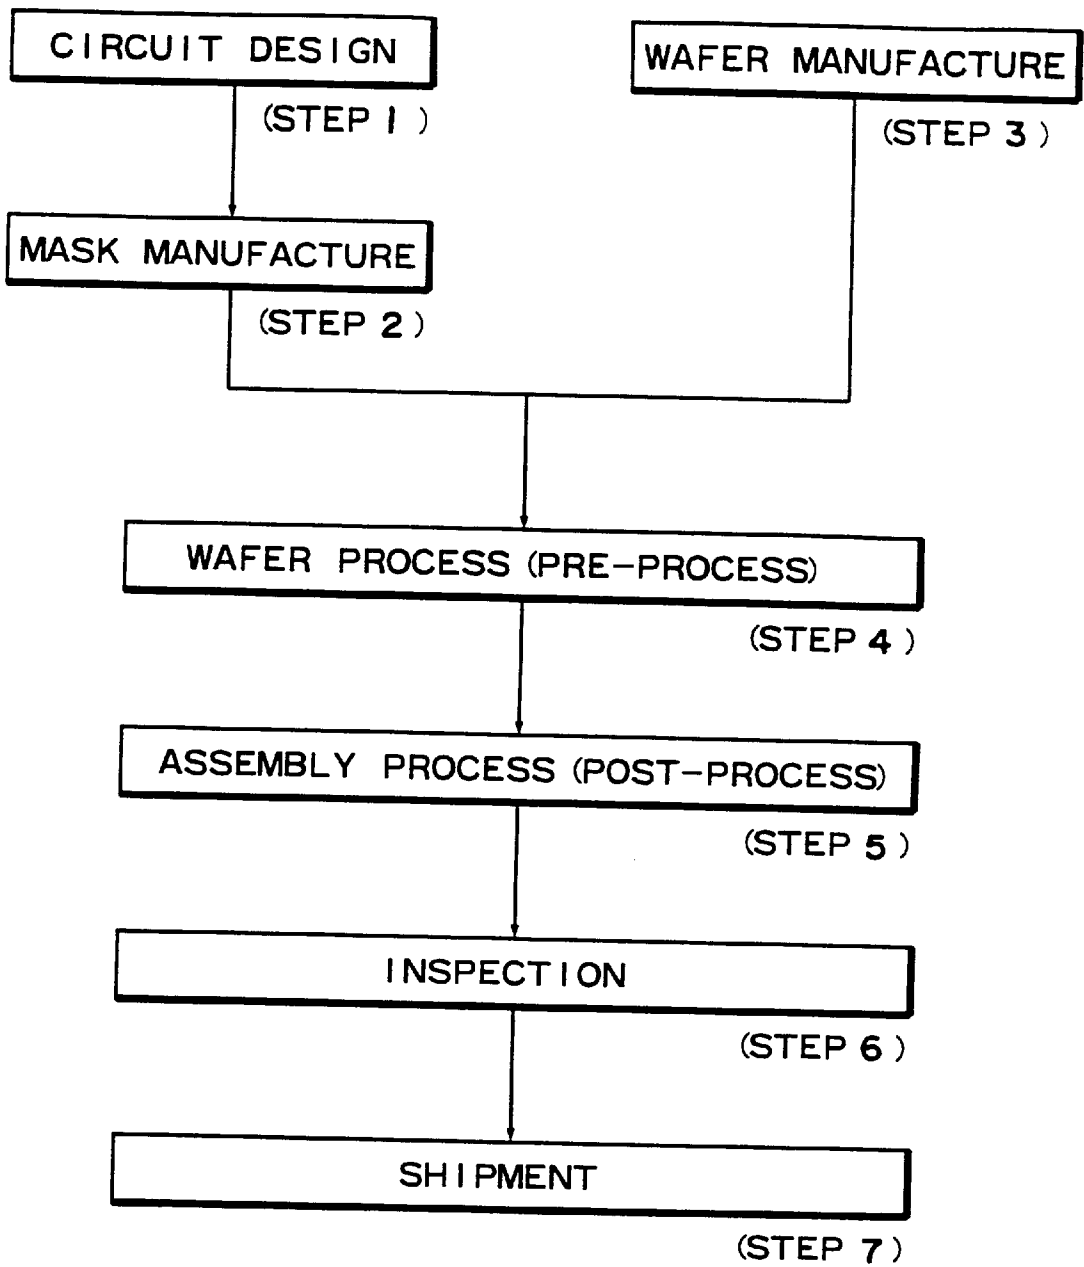 CIRCUIT DESIGN
(STEP 1)
MASK MANUFACTURE
(STEP 2)
WAFER MANUFACTURE
(STEP 3)
WAFER PROCESS (PRE-PROCESS)
(STEP 4)
ASSEMBLY PROCESS (POST-PROCESS)
(STEP 5)
INSPECTION
(STEP 6)
SHIPMENT
(STEP 7)